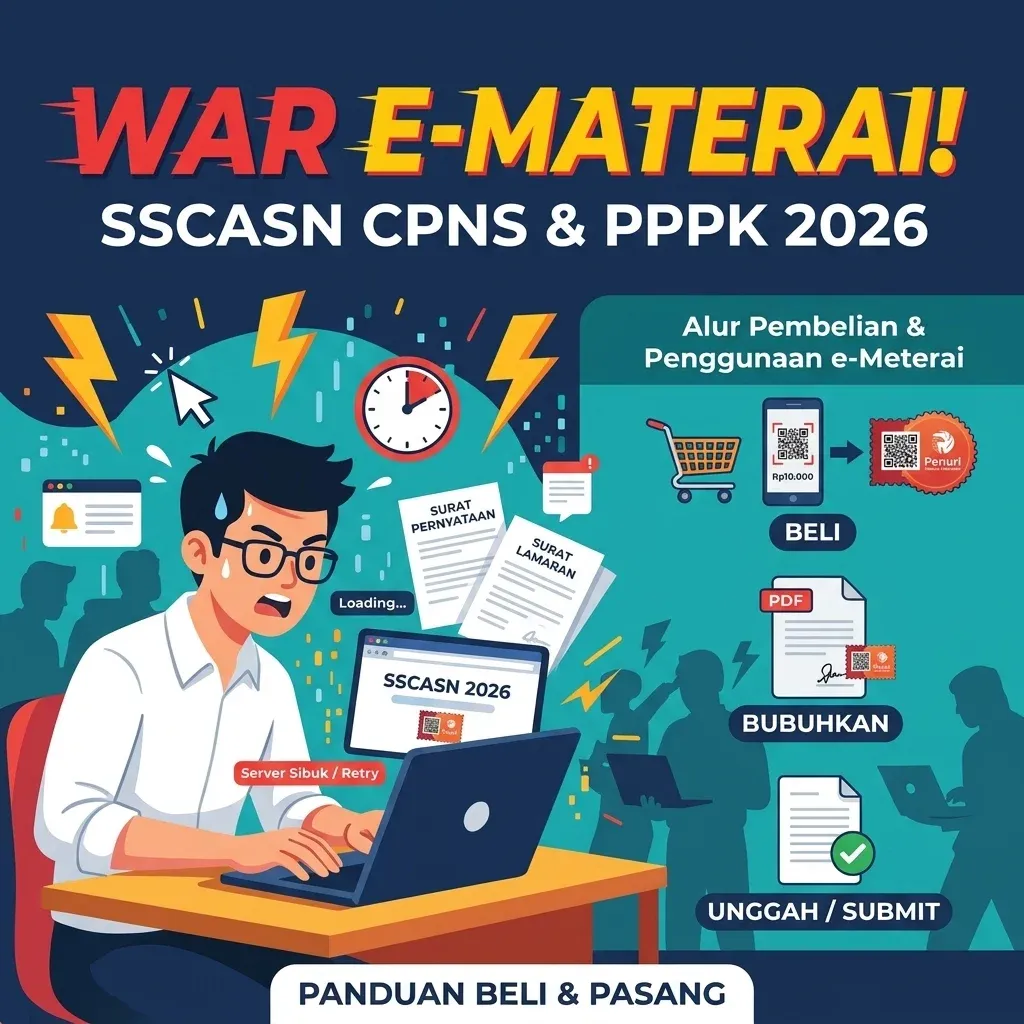 WAR E-MATERAI!
SSCASN CPNS & PPPK 2026
Alur Pembelian &
Penggunaan e-Meterai
Rp10.000
Penuri
BELI
SURAT
PERNYATAAN
SURAT
LAMARAN
Loading...
SSCASN 2026
PDF
BUBUHKAN
Server Sibuk / Retry
UNGGAH / SUBMIT
PANDUAN BELI & PASANG